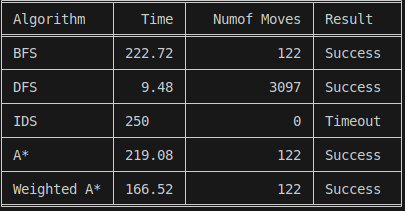 Algorithm Time Numof Moves Result
BFS 222.72 122 Success
DFS 9.48 3097 Success
IDS 250 0 Timeout
A* 219.08 122 Success
Weighted A* 166.52 122 Success